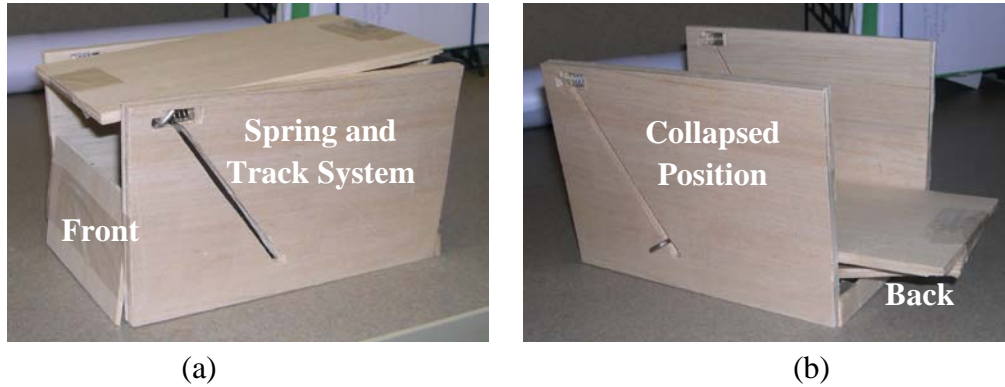 Spring and
Track System
Front
(a)
Collapsed
Position
Back
(b)